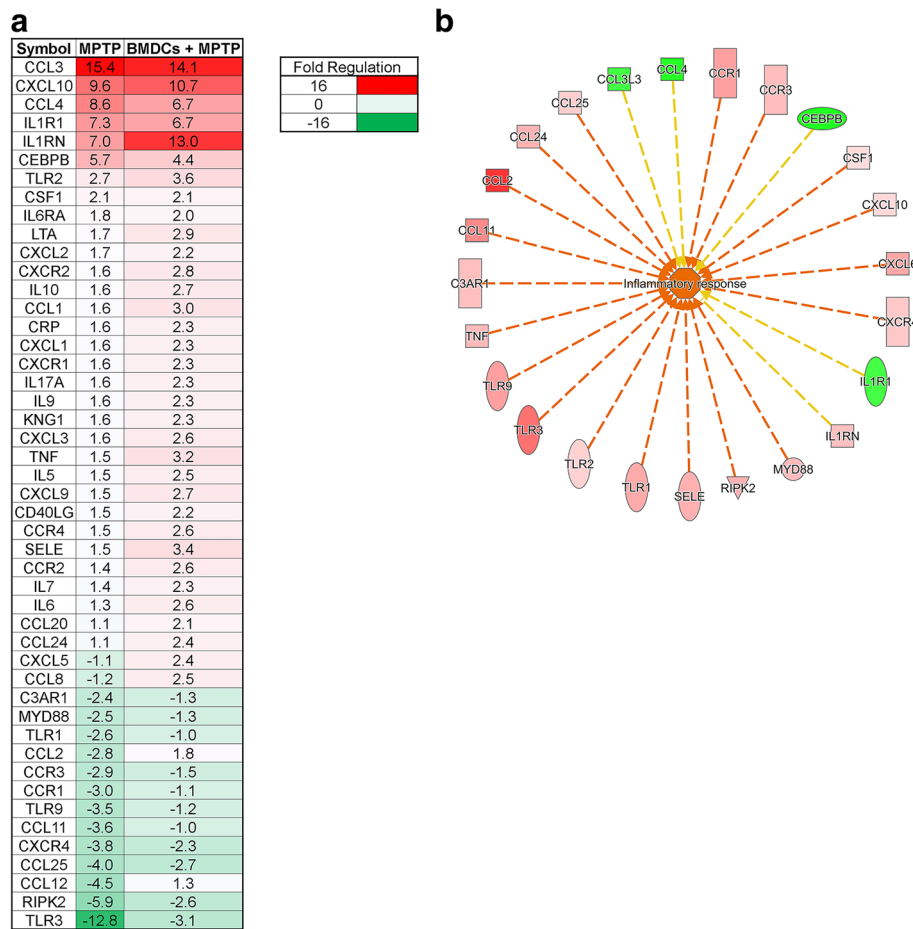 a
Symbol MPTP BMDCs + MPTP
CCL3 15.4 14.1
CXCL10 9.6 10.7
CCL4 8.6 6.7
IL1R1 7.3 6.7
IL1RN 7.0 13.0
CEBPB 5.7 4.4
TLR2 2.7 3.6
CSF1 2.1 2.1
IL6RA 1.8 2.0
LTA 1.7 2.9
CXCL2 1.7 2.2
CXCR2 1.6 2.8
IL10 1.6 2.7
CCL1 1.6 3.0
CRP 1.6 2.3
CXCL1 1.6 2.3
CXCR1 1.6 2.3
IL17A 1.6 2.3
IL9 1.6 2.3
KNG1 1.6 2.3
CXCL3 1.6 2.6
TNF 1.5 3.2
IL5 1.5 2.5
CXCL9 1.5 2.7
CD40LG 1.5 2.2
CCR4 1.5 2.6
SELE 1.5 3.4
CCR2 1.4 2.6
IL7 1.4 2.3
IL6 1.3 2.6
CCL20 1.1 2.1
CCL24 1.1 2.4
CXCL5 -1.1 2.4
CCL8 -1.2 2.5
C3AR1 -2.4 -1.3
MYD88 -2.5 -1.3
TLR1 -2.6 -1.0
CCL2 -2.8 1.8
CCR3 -2.9 -1.5
CCR1 -3.0 -1.1
TLR9 -3.5 -1.2
CCL11 -3.6 -1.0
CXCR4 -3.8 -2.3
CCL25 -4.0 -2.7
CCL12 -4.5 1.3
RIPK2 -5.9 -2.6
TLR3 -12.8 -3.1
Fold Regulation
16
0
-16
b
CCL4
CCR1
CCL3L3
CCR3
CCL25
CEBPB
CCL24
CSF1
CCL2
CXCL10
CCL11
CXCL6
C3AR1
Inflammatory response
CXCR4
TNF
TLR9
IL1R1
TLR3
IL1RN
TLR2
MYD88
TLR1
SELE
RIPK2